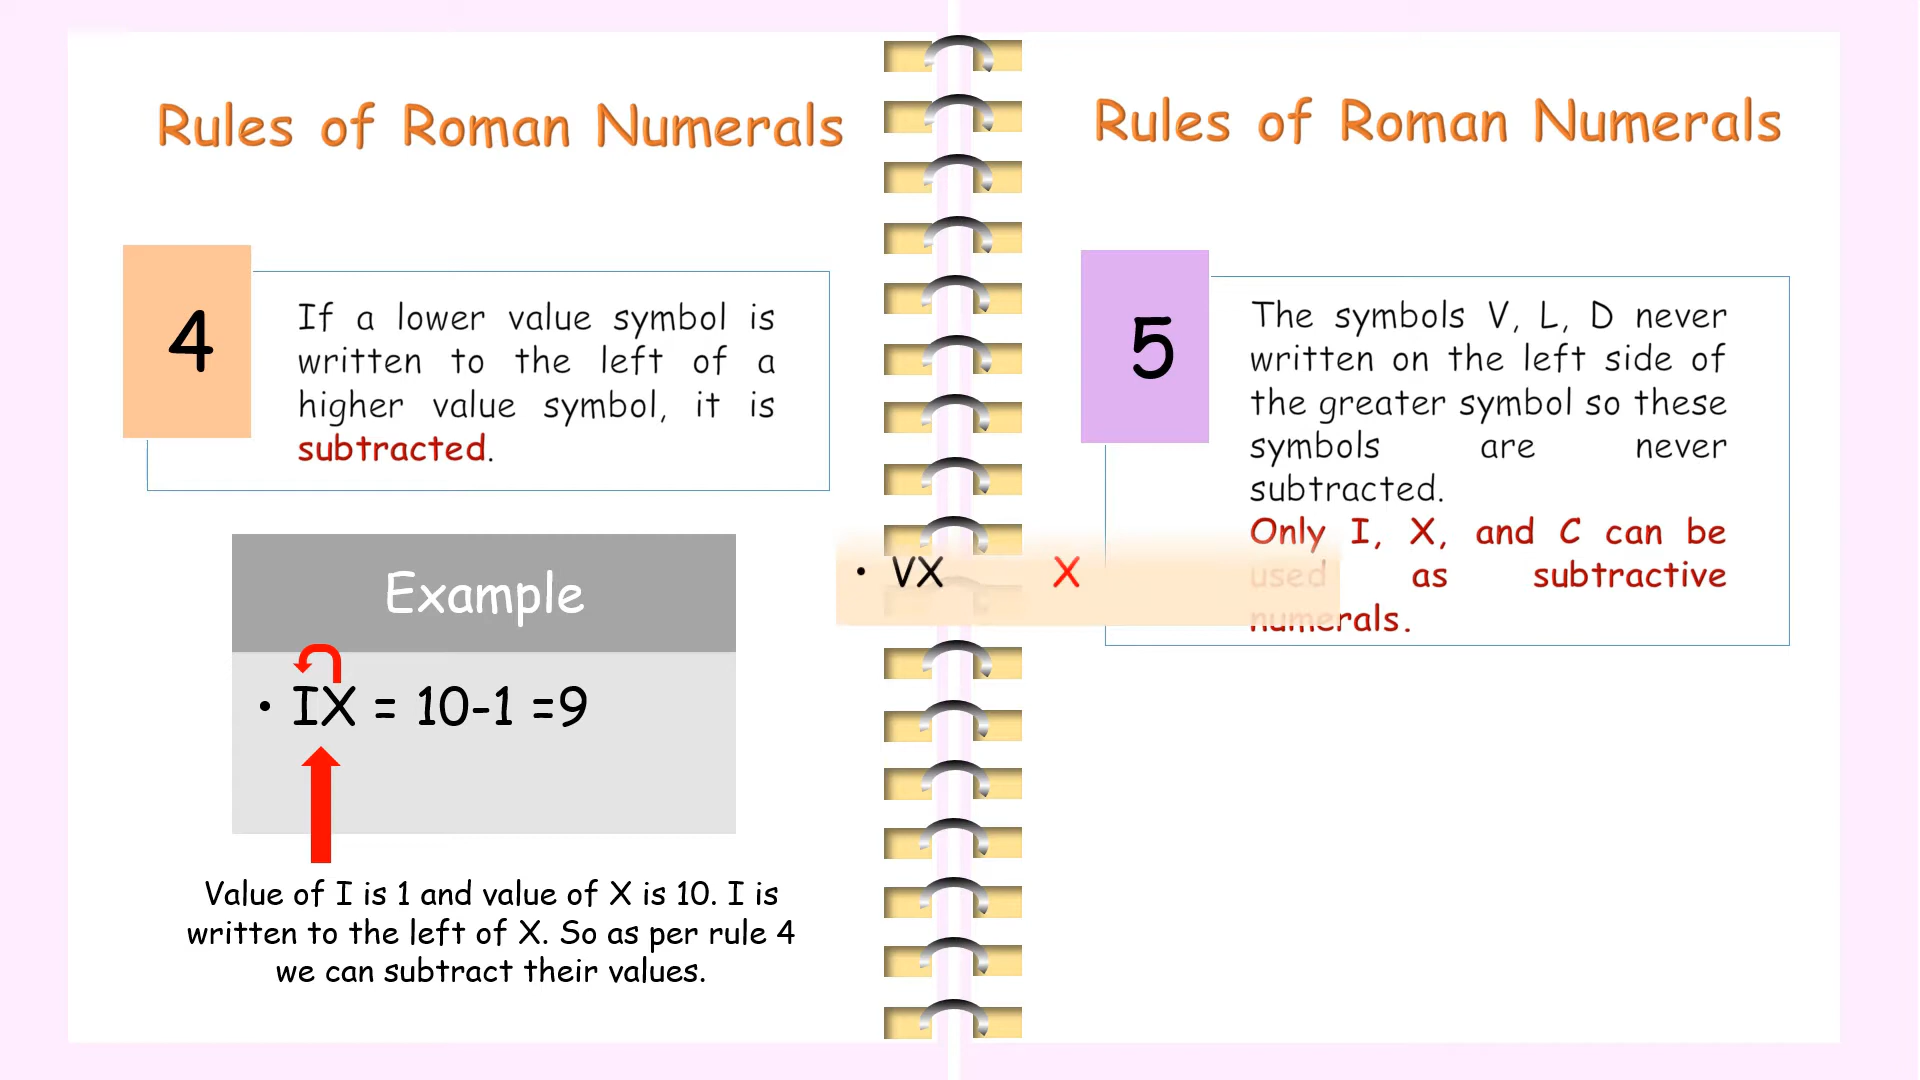 Rules of Roman Numerals
4
If a lower value symbol is
written to the left of a
higher value symbol, it is
subtracted.
Example
• IX = 10-1 =9
Value of I is 1 and value of X is 10. I is
written to the left of X. So as per rule 4
we can subtract their values.
Rules of Roman Numerals
5
The symbols V, L, D never
written on the left side of
the greater symbol so these
symbols are never
subtracted.
Only I, X, and C can be
used as subtractive
numerals.
• VX X